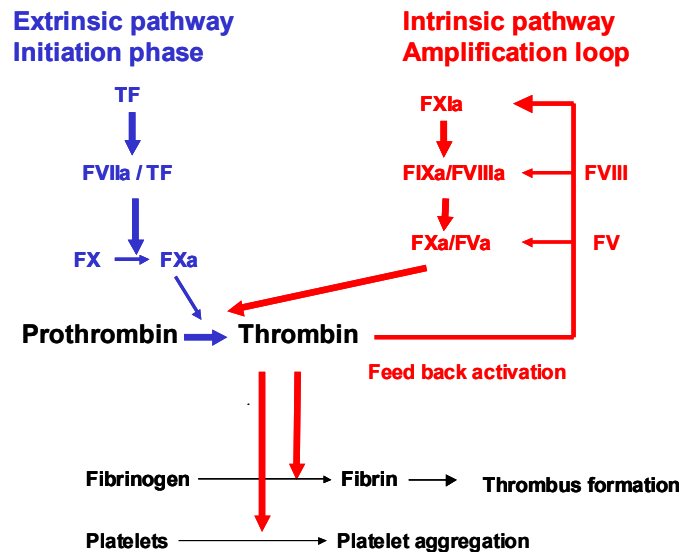 Extrinsic pathway
Initiation phase
Intrinsic pathway
Amplification loop
TF
FXIa
FVIIa / TF
FIXa/FVIIIa
FVIII
FX
FXa
FXa/FVa
FV
Prothrombin
Thrombin
Feed back activation
Fibrinogen
Fibrin
Thrombus formation
Platelets
Platelet aggregation